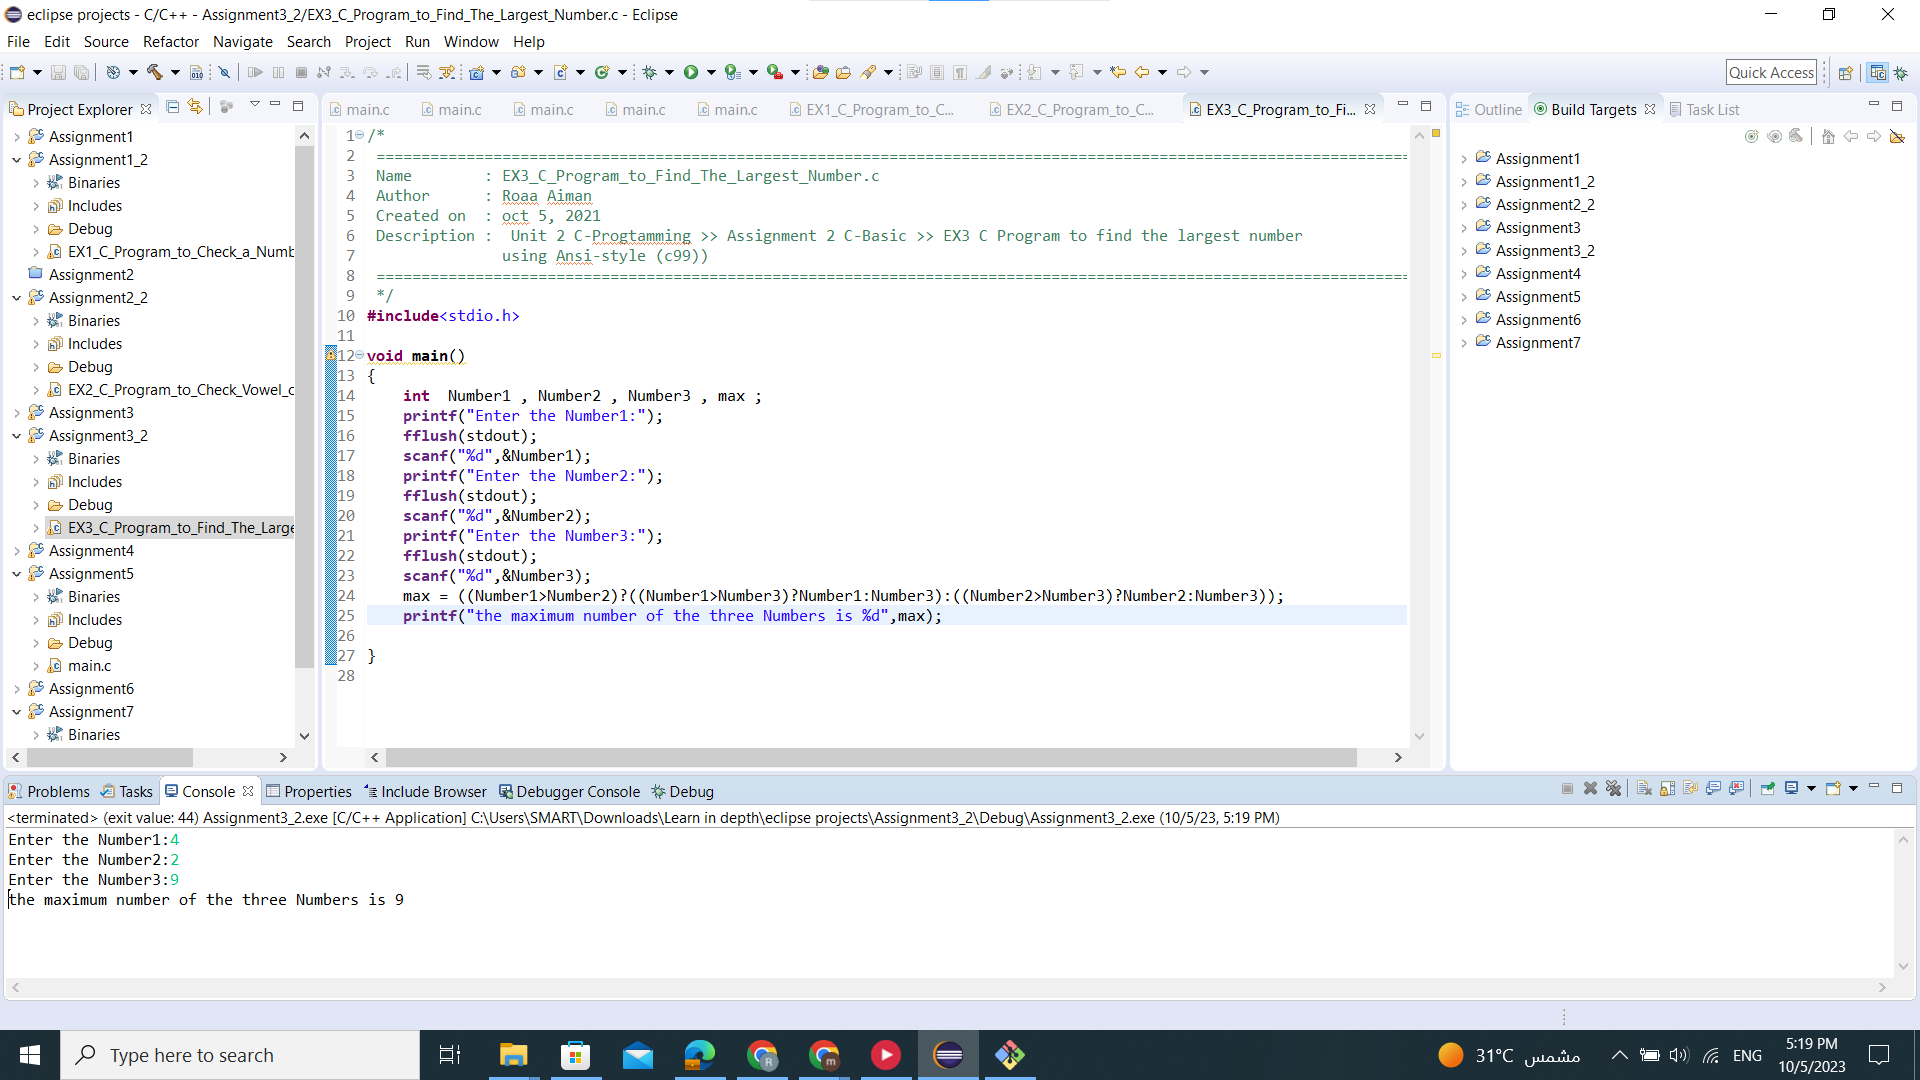 eclipse projects - C/C++ - Assignment3_2/EX3_C_Program_to_Find_The_Largest_Number.c - Eclipse
File Edit Source Refactor Navigate Search Project Run Window Help
Quick Access
Project Explorer
Assignment1
Assignment1_2
Binaries
Includes
Debug
EX1_C_Program_to_Check_a_Numb
Assignment2
Assignment2_2
Binaries
Includes
Debug
EX2_C_Program_to_Check_Vowel_c
Assignment3
Assignment3_2
Binaries
Includes
Debug
EX3_C_Program_to_Find_The_Large
Assignment4
Assignment5
Binaries
Includes
Debug
main.c
Assignment6
Assignment7
Binaries
main.c main.c main.c main.c main.c EX1_C_Program_to_C... EX2_C_Program_to_C... EX3_C_Program_to_Fi...
1 /*
2 ==================================================================================================================
3 Name : EX3_C_Program_to_Find_The_Largest_Number.c
4 Author : Roaa Aiman
5 Created on : oct 5, 2021
6 Description : Unit 2 C-Progtamming >> Assignment 2 C-Basic >> EX3 C Program to find the largest number
7 using Ansi-style (c99))
8 ==================================================================================================================
9 */
10 #include<stdio.h>
11
12 void main()
13 {
14 int Number1 , Number2 , Number3 , max ;
15 printf("Enter the Number1:");
16 fflush(stdout);
17 scanf("%d",&Number1);
18 printf("Enter the Number2:");
19 fflush(stdout);
20 scanf("%d",&Number2);
21 printf("Enter the Number3:");
22 fflush(stdout);
23 scanf("%d",&Number3);
24 max = ((Number1>Number2)?((Number1>Number3)?Number1:Number3):((Number2>Number3)?Number2:Number3));
25 printf("the maximum number of the three Numbers is %d",max);
26
27 }
28
Outline Build Targets Task List
Assignment1
Assignment1_2
Assignment2_2
Assignment3
Assignment3_2
Assignment4
Assignment5
Assignment6
Assignment7
Problems Tasks Console Properties Include Browser Debugger Console Debug
<terminated> (exit value: 44) Assignment3_2.exe [C/C++ Application] C:\Users\SMART\Downloads\Learn in depth\eclipse projects\Assignment3_2\Debug\Assignment3_2.exe (10/5/23, 5:19 PM)
Enter the Number1:4
Enter the Number2:2
Enter the Number3:9
the maximum number of the three Numbers is 9
Type here to search
31°C مشمس
ENG
5:19 PM
10/5/2023